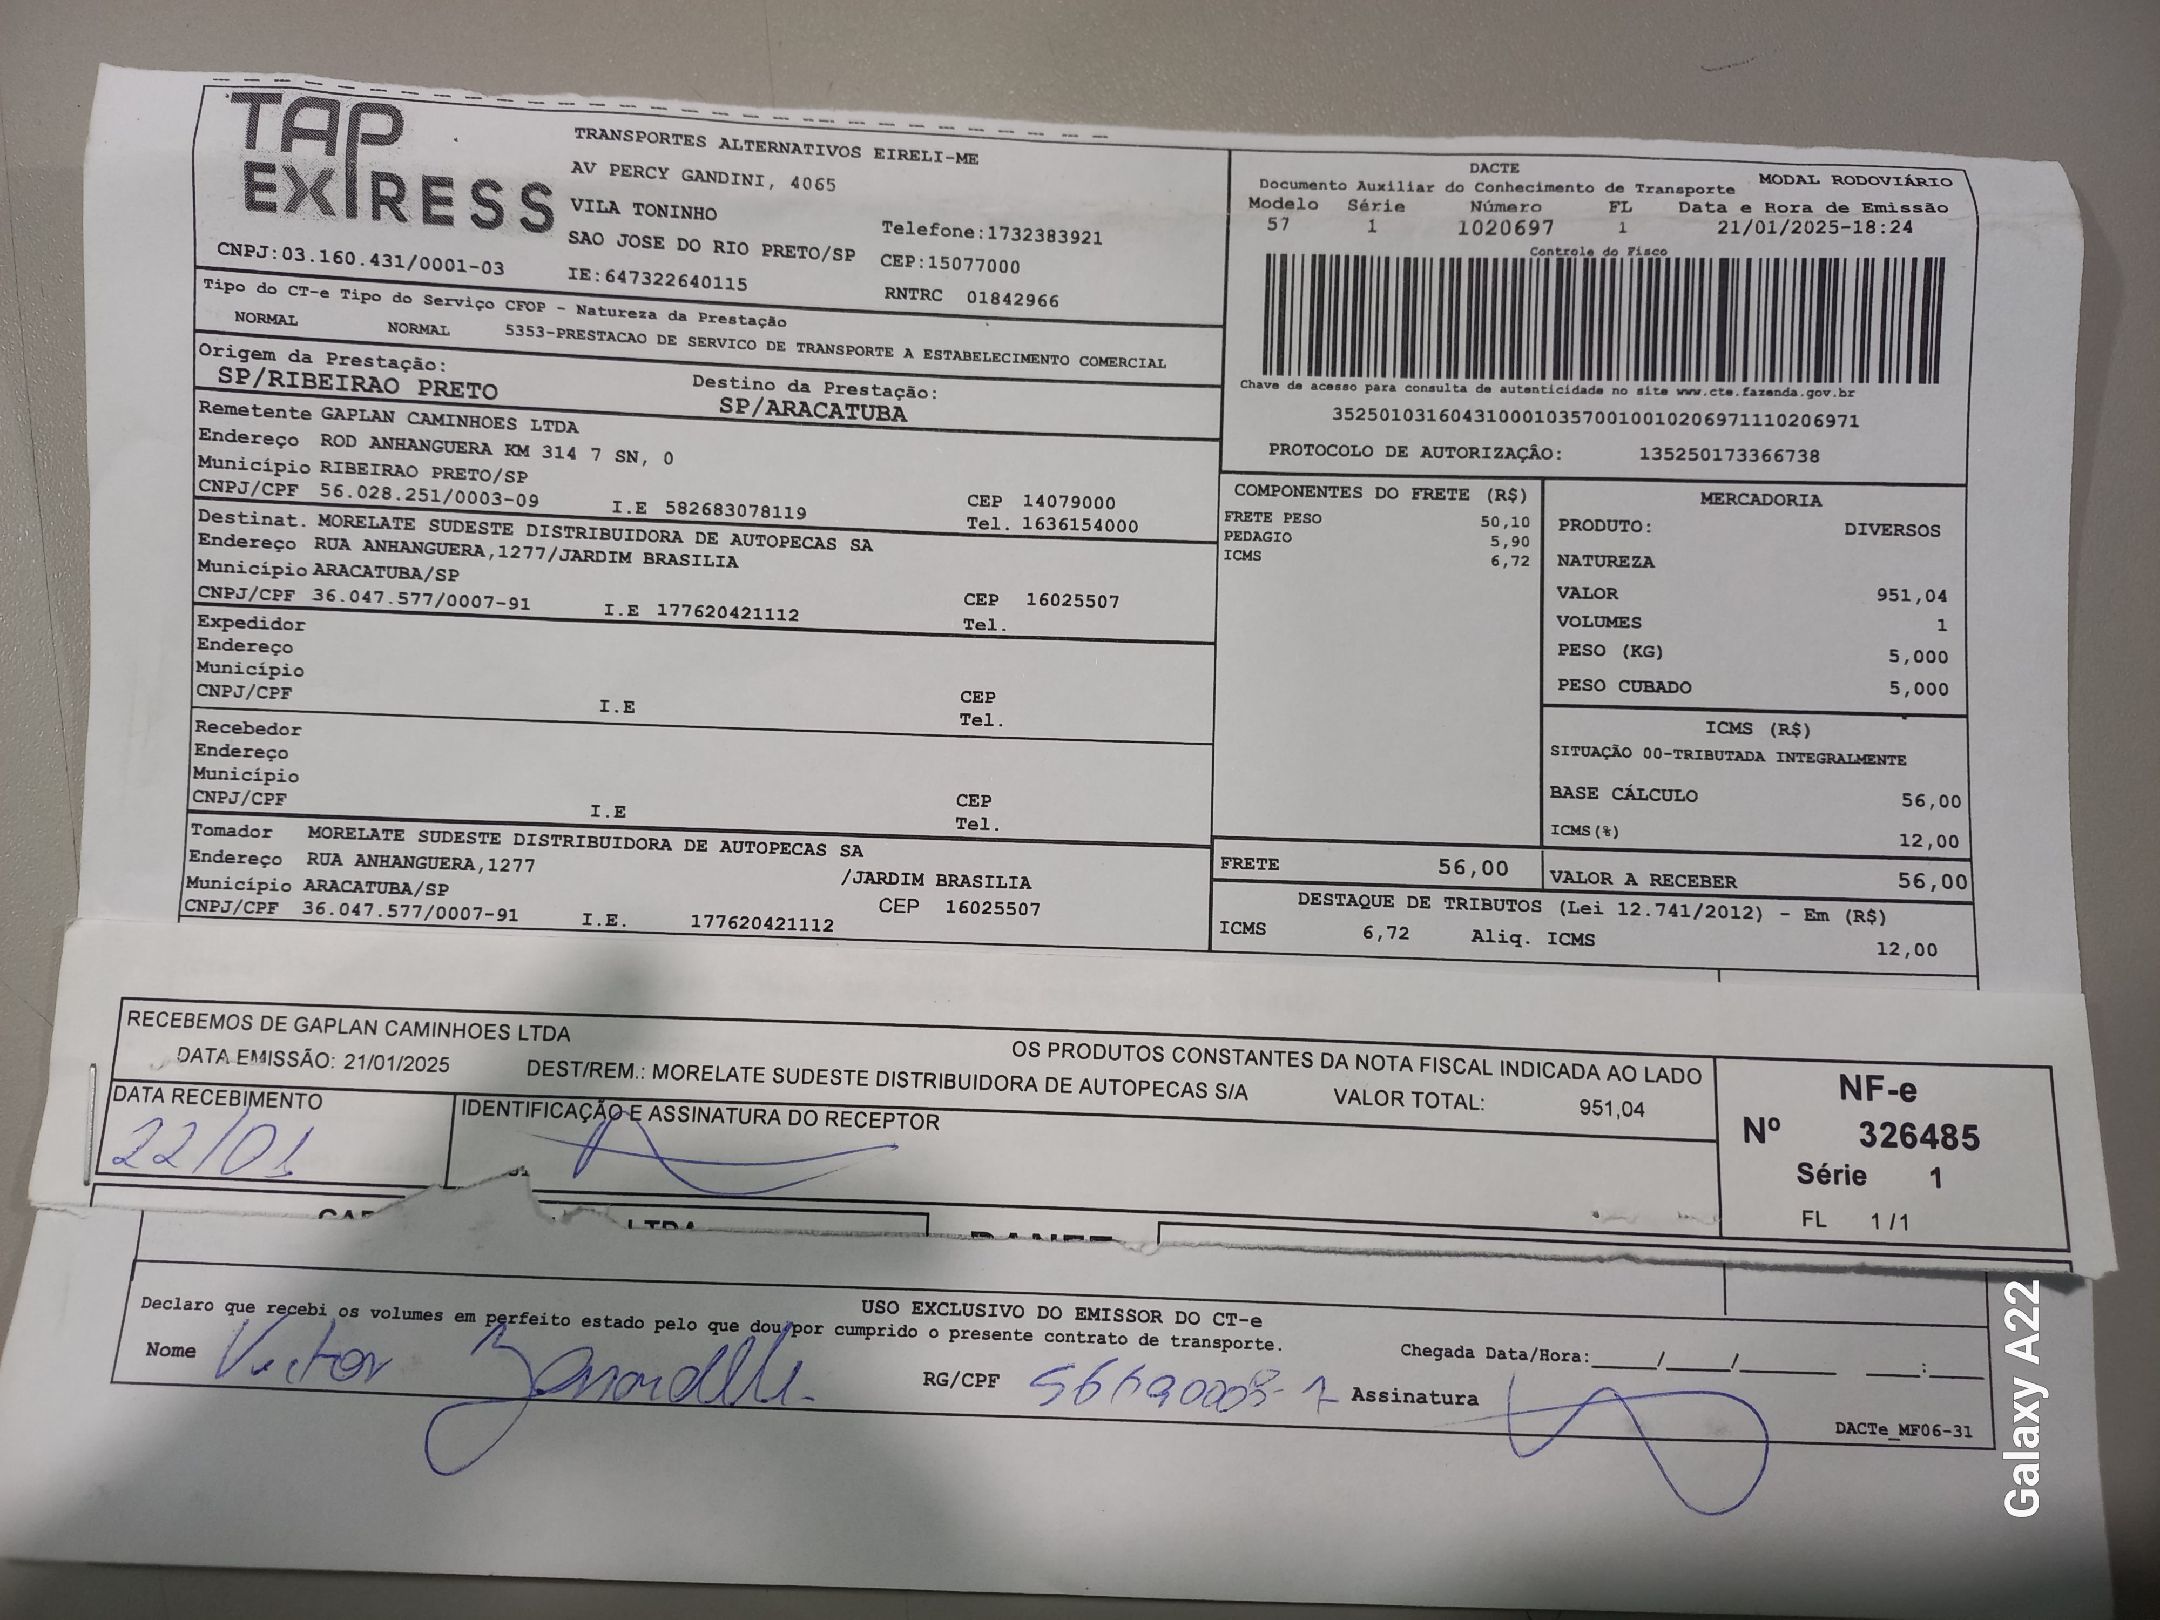 TAP EXPRESS
TRANSPORTES ALTERNATIVOS EIRELI-ME
AV PERCY GANDINI, 4065
VILA TONINHO
Telefone:1732383921
SAO JOSE DO RIO PRETO/SP CEP:15077000
CNPJ:03.160.431/0001-03 IE:647322640115 RNTRC 01842966
Tipo do CT-e Tipo do Serviço CFOP - Natureza da Prestação
NORMAL NORMAL 5353-PRESTACAO DE SERVICO DE TRANSPORTE A ESTABELECIMENTO COMERCIAL
Origem da Prestação: Destino da Prestação:
SP/RIBEIRAO PRETO SP/ARACATUBA
Remetente GAPLAN CAMINHOES LTDA
Endereço ROD ANHANGUERA KM 314 7 SN, 0
Município RIBEIRAO PRETO/SP CEP 14079000
CNPJ/CPF 56.028.251/0003-09 I.E 582683078119 Tel. 1636154000
Destinat. MORELATE SUDESTE DISTRIBUIDORA DE AUTOPECAS SA
Endereço RUA ANHANGUERA,1277/JARDIM BRASILIA
Município ARACATUBA/SP CEP 16025507
CNPJ/CPF 36.047.577/0007-91 I.E 177620421112 Tel.
Expedidor
Endereço
Município CEP
CNPJ/CPF I.E Tel.
Recebedor
Endereço
Município CEP
CNPJ/CPF I.E Tel.
Tomador MORELATE SUDESTE DISTRIBUIDORA DE AUTOPECAS SA
Endereço RUA ANHANGUERA,1277 /JARDIM BRASILIA
Município ARACATUBA/SP CEP 16025507
CNPJ/CPF 36.047.577/0007-91 I.E. 177620421112
DACTE MODAL RODOVIÁRIO
Documento Auxiliar do Conhecimento de Transporte
Modelo Série Número FL Data e Hora de Emissão
57 1 1020697 1 21/01/2025-18:24
Controle do Fisco
Chave de acesso para consulta de autenticidade no site www.cte.fazenda.gov.br
35250103160431000103570010010206971110206971
PROTOCOLO DE AUTORIZAÇÂO: 135250173366738
COMPONENTES DO FRETE (R$)
FRETE PESO 50,10
PEDAGIO 5,90
ICMS 6,72
MERCADORIA
PRODUTO: DIVERSOS
NATUREZA
VALOR 951,04
VOLUMES 1
PESO (KG) 5,000
PESO CUBADO 5,000
ICMS (R$)
SITUAÇÃO 00-TRIBUTADA INTEGRALMENTE
BASE CÁLCULO 56,00
ICMS(%) 12,00
FRETE 56,00 VALOR A RECEBER 56,00
DESTAQUE DE TRIBUTOS (Lei 12.741/2012) - Em (R$)
ICMS 6,72 Aliq. ICMS 12,00
RECEBEMOS DE GAPLAN CAMINHOES LTDA OS PRODUTOS CONSTANTES DA NOTA FISCAL INDICADA AO LADO
DATA EMISSÃO: 21/01/2025 DEST/REM.: MORELATE SUDESTE DISTRIBUIDORA DE AUTOPECAS S/A VALOR TOTAL: 951,04
DATA RECEBIMENTO IDENTIFICAÇÃO E ASSINATURA DO RECEPTOR
22/01
NF-e
Nº 326485
Série 1
FL 1/1
LTDA
USO EXCLUSIVO DO EMISSOR DO CT-e
Declaro que recebi os volumes em perfeito estado pelo que dou por cumprido o presente contrato de transporte.
Nome Victor RG/CPF Assinatura
Chegada Data/Hora:____/____/______ ___:___
DACTe_MF06-31
Galaxy A22